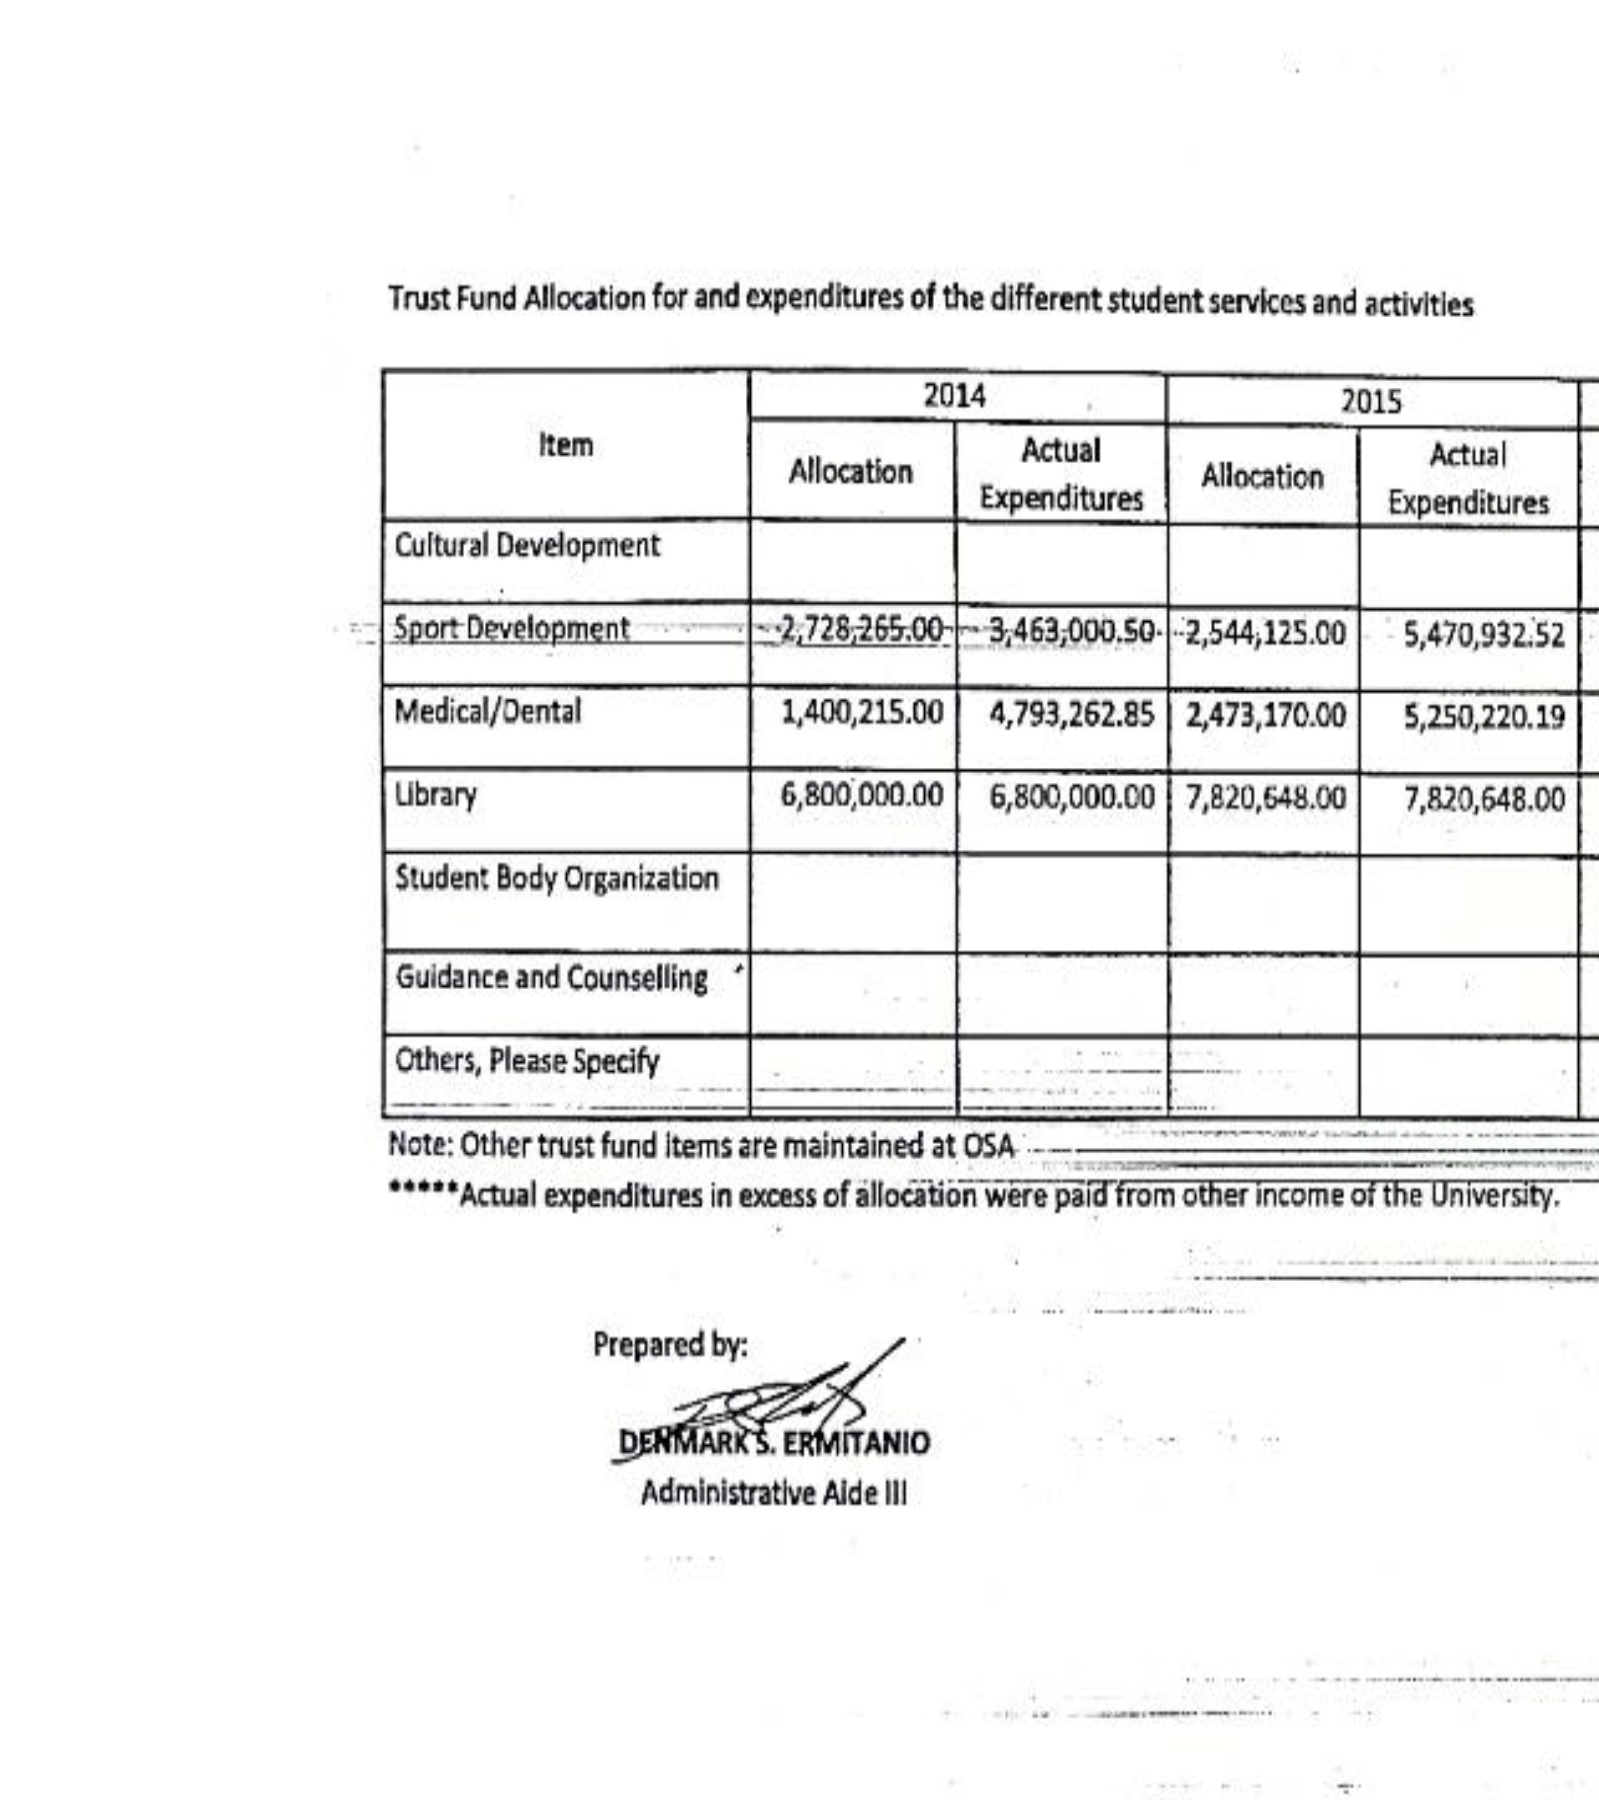 Trust Fund Allocation for and expenditures of the different student services and activities
2014 2015
Item Allocation Actual Expenditures Allocation Actual Expenditures
Cultural Development
Sport Development 2,728,265.00 3,463,000.50 2,544,125.00 5,470,932.52
Medical/Dental 1,400,215.00 4,793,262.85 2,473,170.00 5,250,220.19
Library 6,800,000.00 6,800,000.00 7,820,648.00 7,820,648.00
Student Body Organization
Guidance and Counselling
Others, Please Specify
Note: Other trust fund items are maintained at OSA
*****Actual expenditures in excess of allocation were paid from other income of the University.
Prepared by:
DENMARK S. ERMITANIO
Administrative Aide III